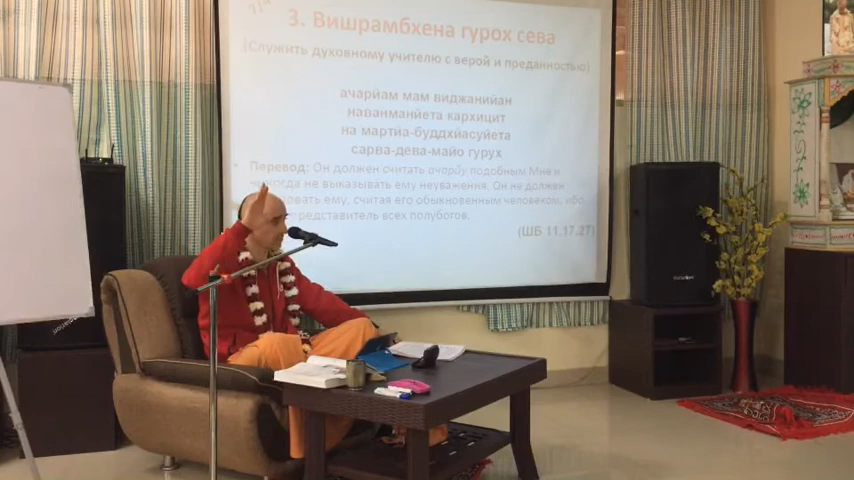 3. Вишрамбхена гурох сева
(Служить духовному учителю с верой и преданностью)
ачарйам мам виджанийан
наванманйета кархицит
на мартйа-буддхйасуйета
сарва-дева-майо гурух
Перевод: Он должен считать ачарйу подобным Мне и
никогда не выказывать ему неуважения. Он не должен
ему, считая его обыкновенным человеком, ибо
представитель всех полубогов.
(ШБ 11.17.27)